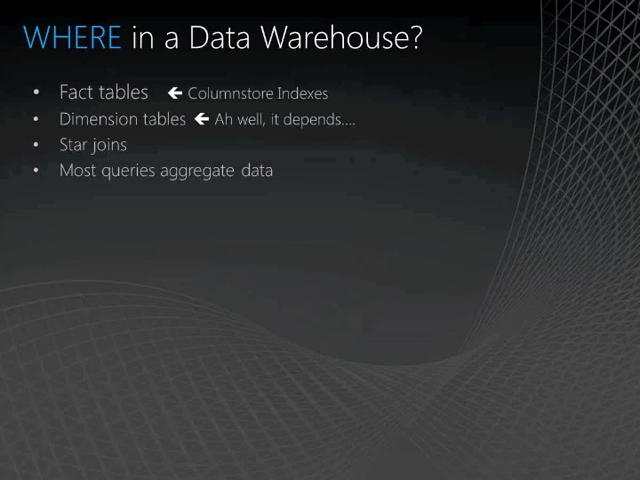 WHERE in a Data Warehouse?
• Fact tables 🡸 Columnstore Indexes
• Dimension tables 🡸 Ah well, it depends....
• Star joins
• Most queries aggregate data